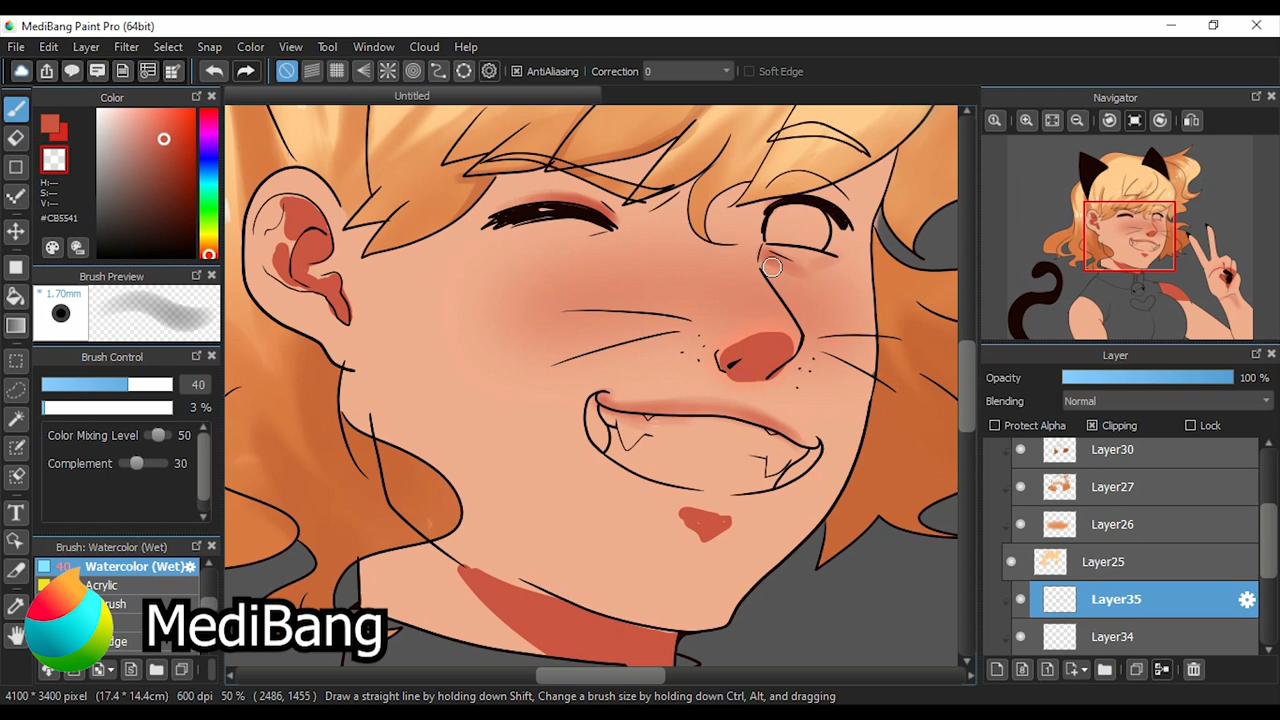 MediBang Paint Pro (64bit)
File Edit Layer Filter Select Snap Color View Tool Window Cloud Help
AntiAliasing Correction 0 Soft Edge
Color
Untitled
Navigator
H:---
S:---
V:---
#CB5541
Brush Preview
* 1.70mm
Brush Control
40
3 %
Color Mixing Level 50
Complement 30
Brush: Watercolor (Wet)
40 Watercolor (Wet)
Acrylic
MediBang
Layer
Opacity 100 %
Blending Normal
Protect Alpha Clipping Lock
Layer30
Layer27
Layer26
Layer25
Layer35
Layer34
4100 * 3400 pixel (17.4 * 14.4cm) 600 dpi 50 % ( 2486, 1455 ) Draw a straight line by holding down Shift, Change a brush size by holding down Ctrl, Alt, and dragging